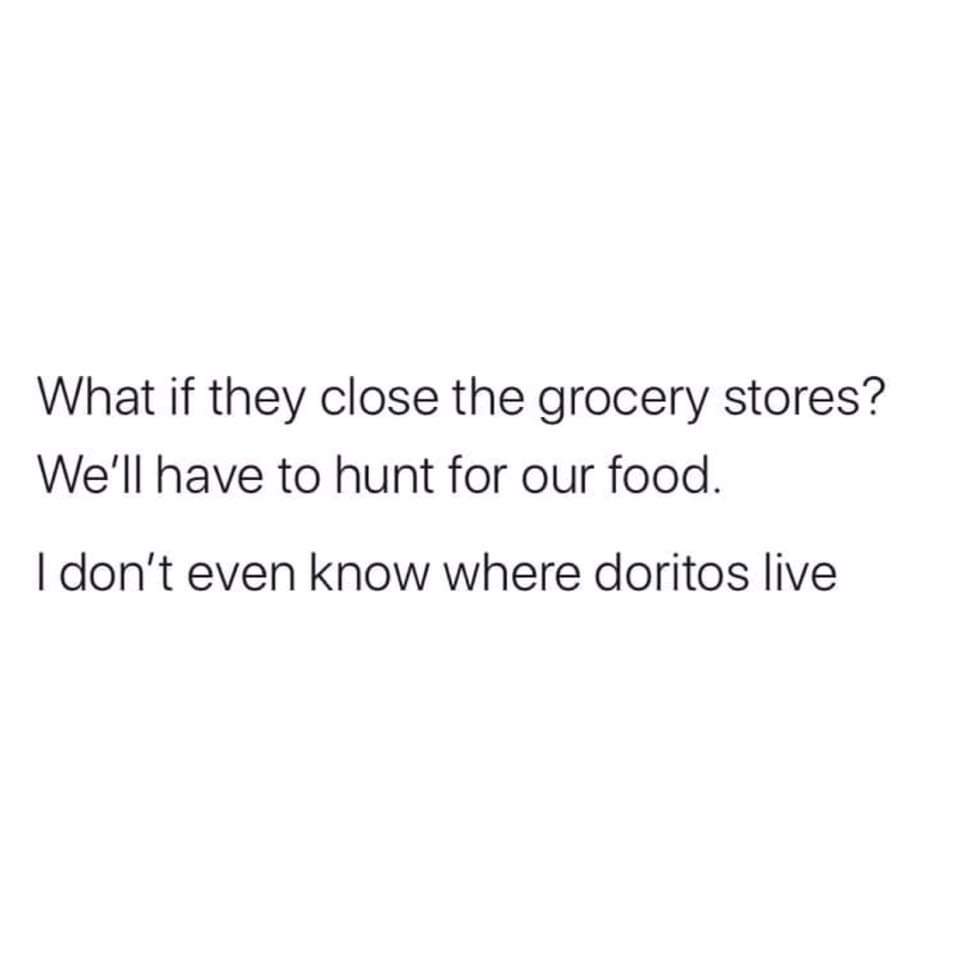 What if they close the grocery stores?
We'll have to hunt for our food.
I don't even know where doritos live